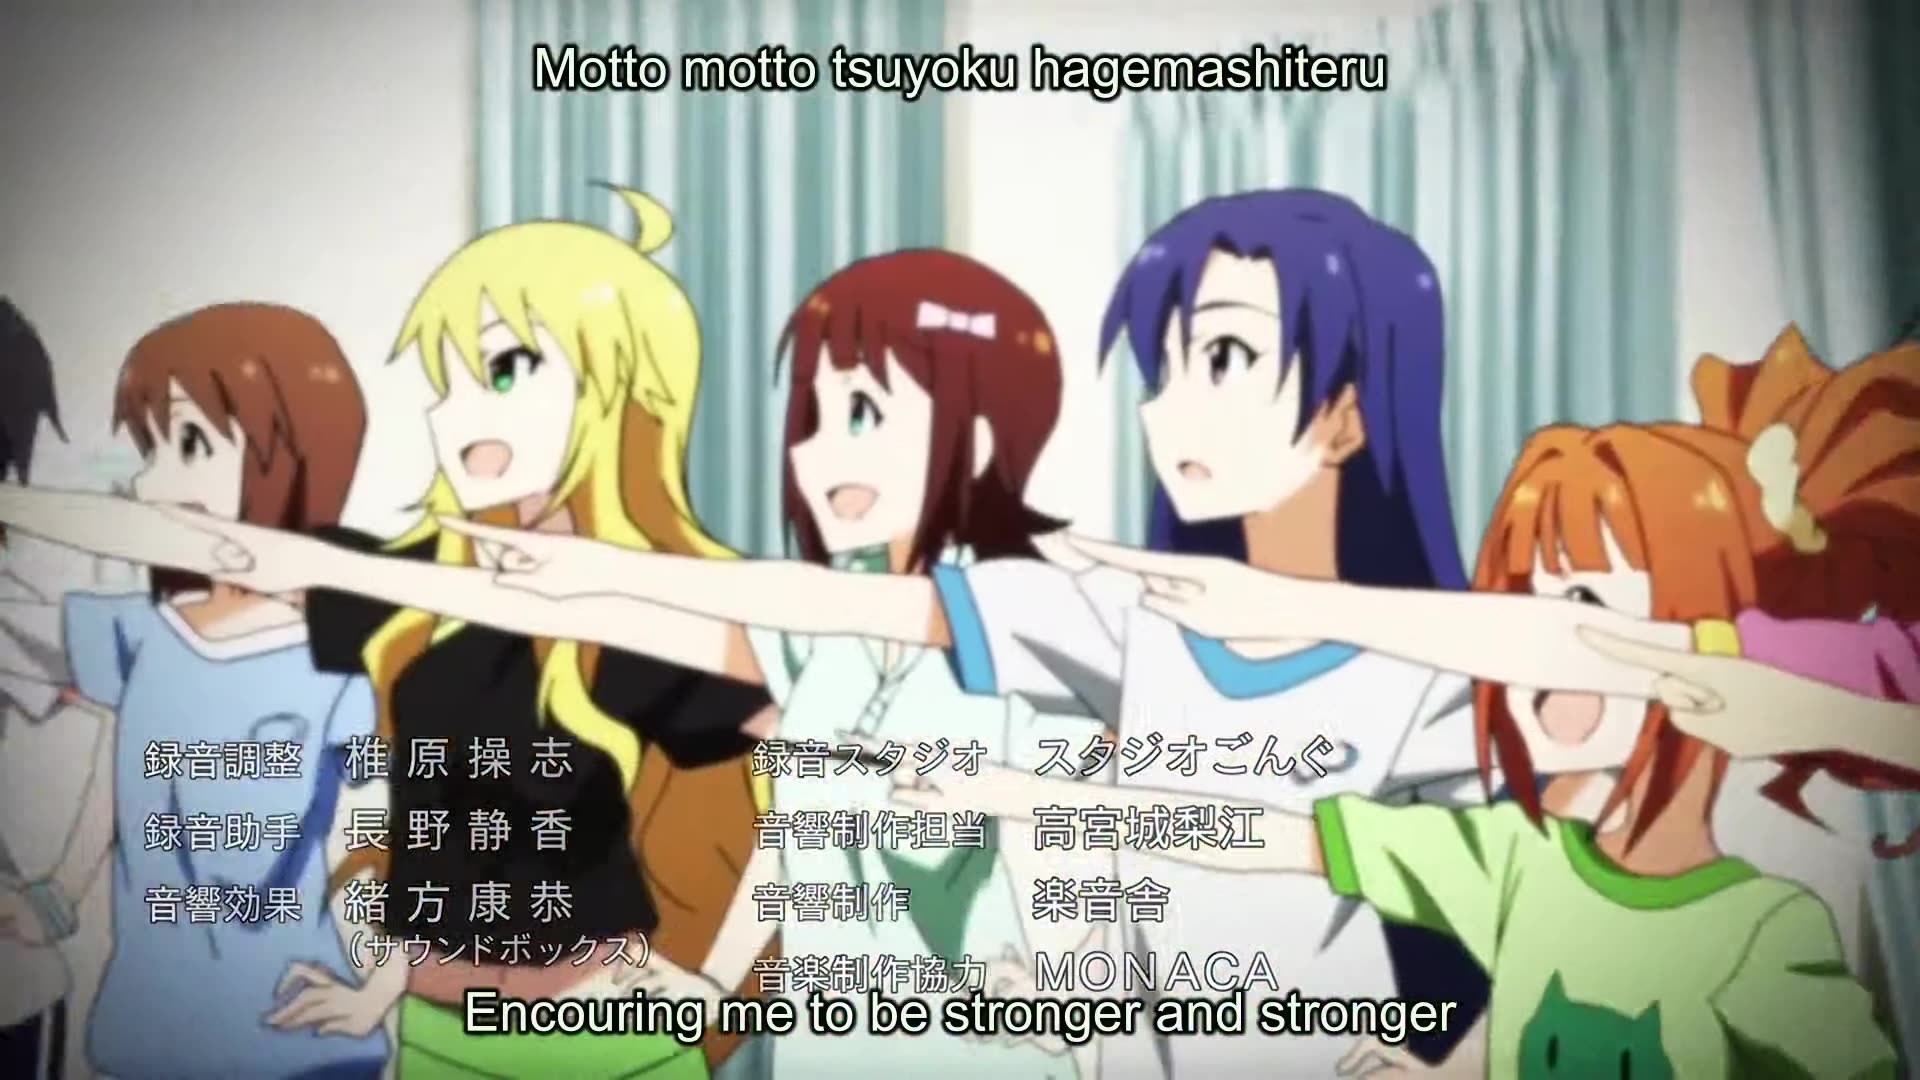 Motto motto tsuyoku hagemashiteru
録音調整 椎原操志
録音助手 長野静香
音響効果 緒方康恭
(サウンドボックス)
録音スタジオ スタジオごんぐ
音響制作担当 高宮城梨江
音響制作 楽音舎
音楽制作協力 MONACA
Encouring me to be stronger and stronger